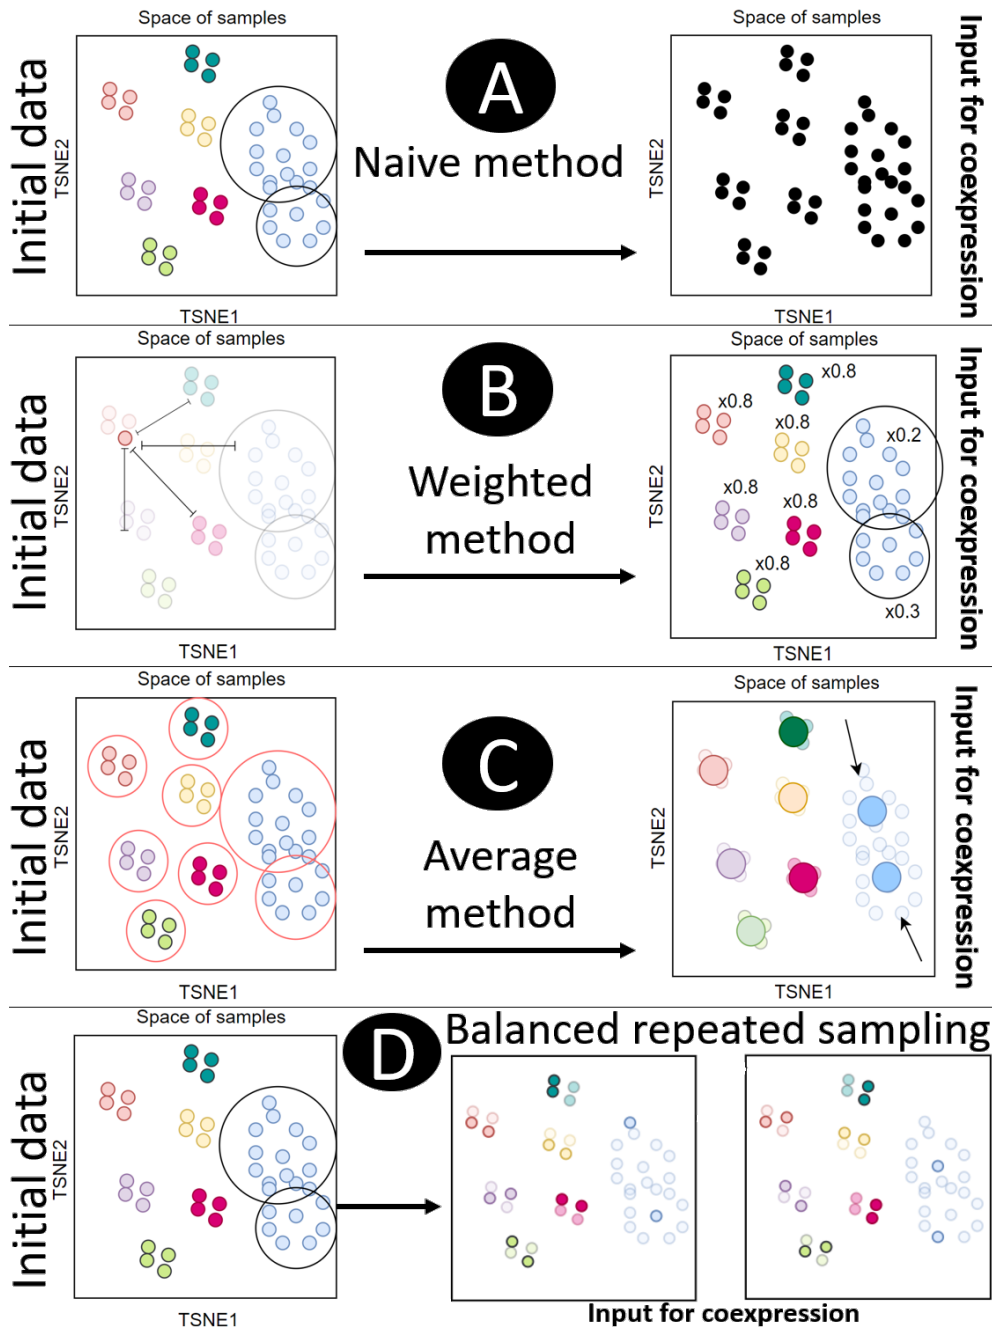 Space of samples
Initial data
TSNE2
TSNE1
A
Naive method
Space of samples
TSNE2
TSNE1
Input for coexpression
Space of samples
Initial data
TSNE2
TSNE1
B
Weighted
method
Space of samples
TSNE2
x0.8
x0.8
x0.8
x0.2
x0.8
x0.8
x0.8
x0.3
TSNE1
Input for coexpression
Space of samples
Initial data
TSNE2
TSNE1
C
Average
method
Space of samples
TSNE2
TSNE1
Input for coexpression
Space of samples
Initial data
TSNE2
TSNE1
D
Balanced repeated sampling
Input for coexpression